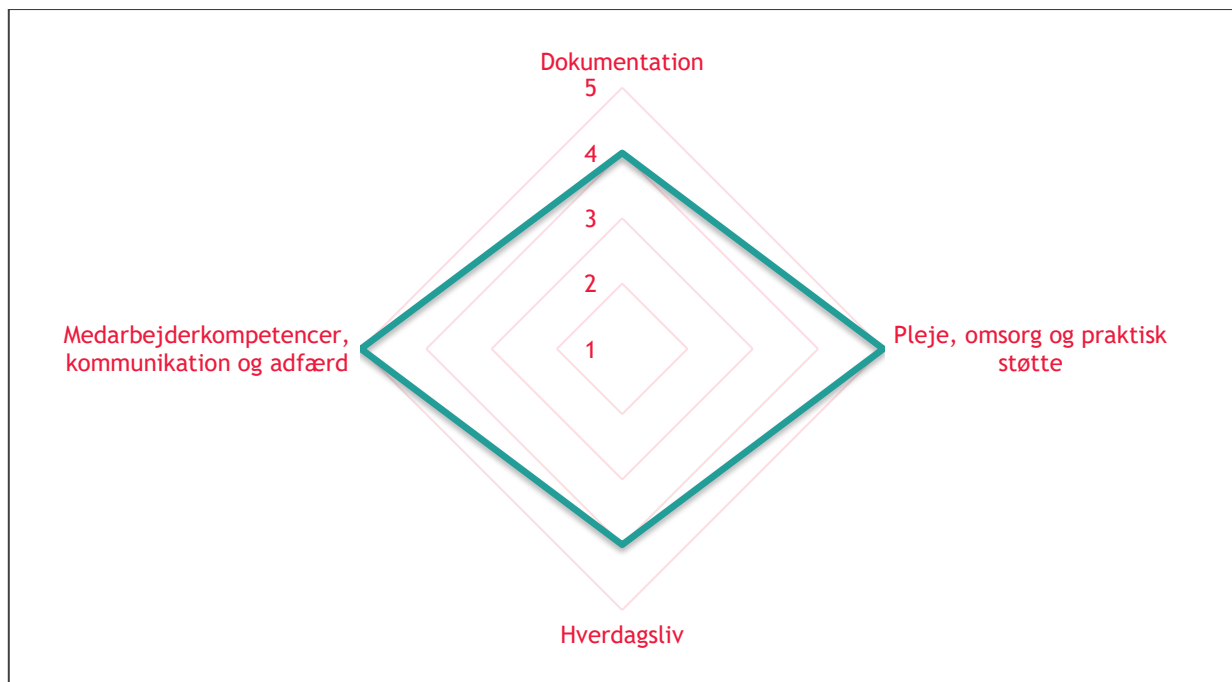 Dokumentation
5
4
3
2
1
Medarbejderkompetencer,
kommunikation og adfærd
Pleje, omsorg og praktisk
støtte
Hverdagsliv